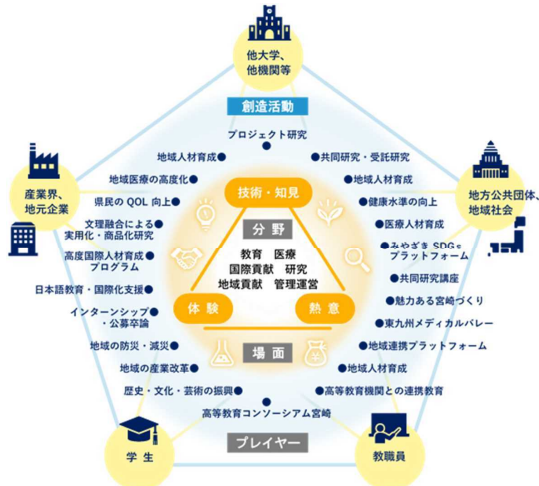 他大学、
他機関等
創造活動
プロジェクト研究
地域人材育成
共同研究・受託研究
地域医療の高度化
地域人材育成
県民の QOL 向上
健康水準の向上
文理融合による
実用化・商品化研究
医療人材育成
高度国際人材育成
プログラム
みやざき SDGs
プラットフォーム
日本語教育・国際化支援
共同研究講座
インターンシップ
・公募卒論
魅力ある宮崎づくり
地域の防災・減災
東九州メディカルバレー
地域の産業改革
地域連携プラットフォーム
歴史・文化・芸術の振興
地域人材育成
高等教育コンソーシアム宮崎
高等教育機関との連携教育
産業界、
地元企業
地方公共団体、
地域社会
技術・知見
分野
教育 医療
国際貢献 研究
地域貢献 管理運営
体験
熱意
場面
プレイヤー
学生
教職員